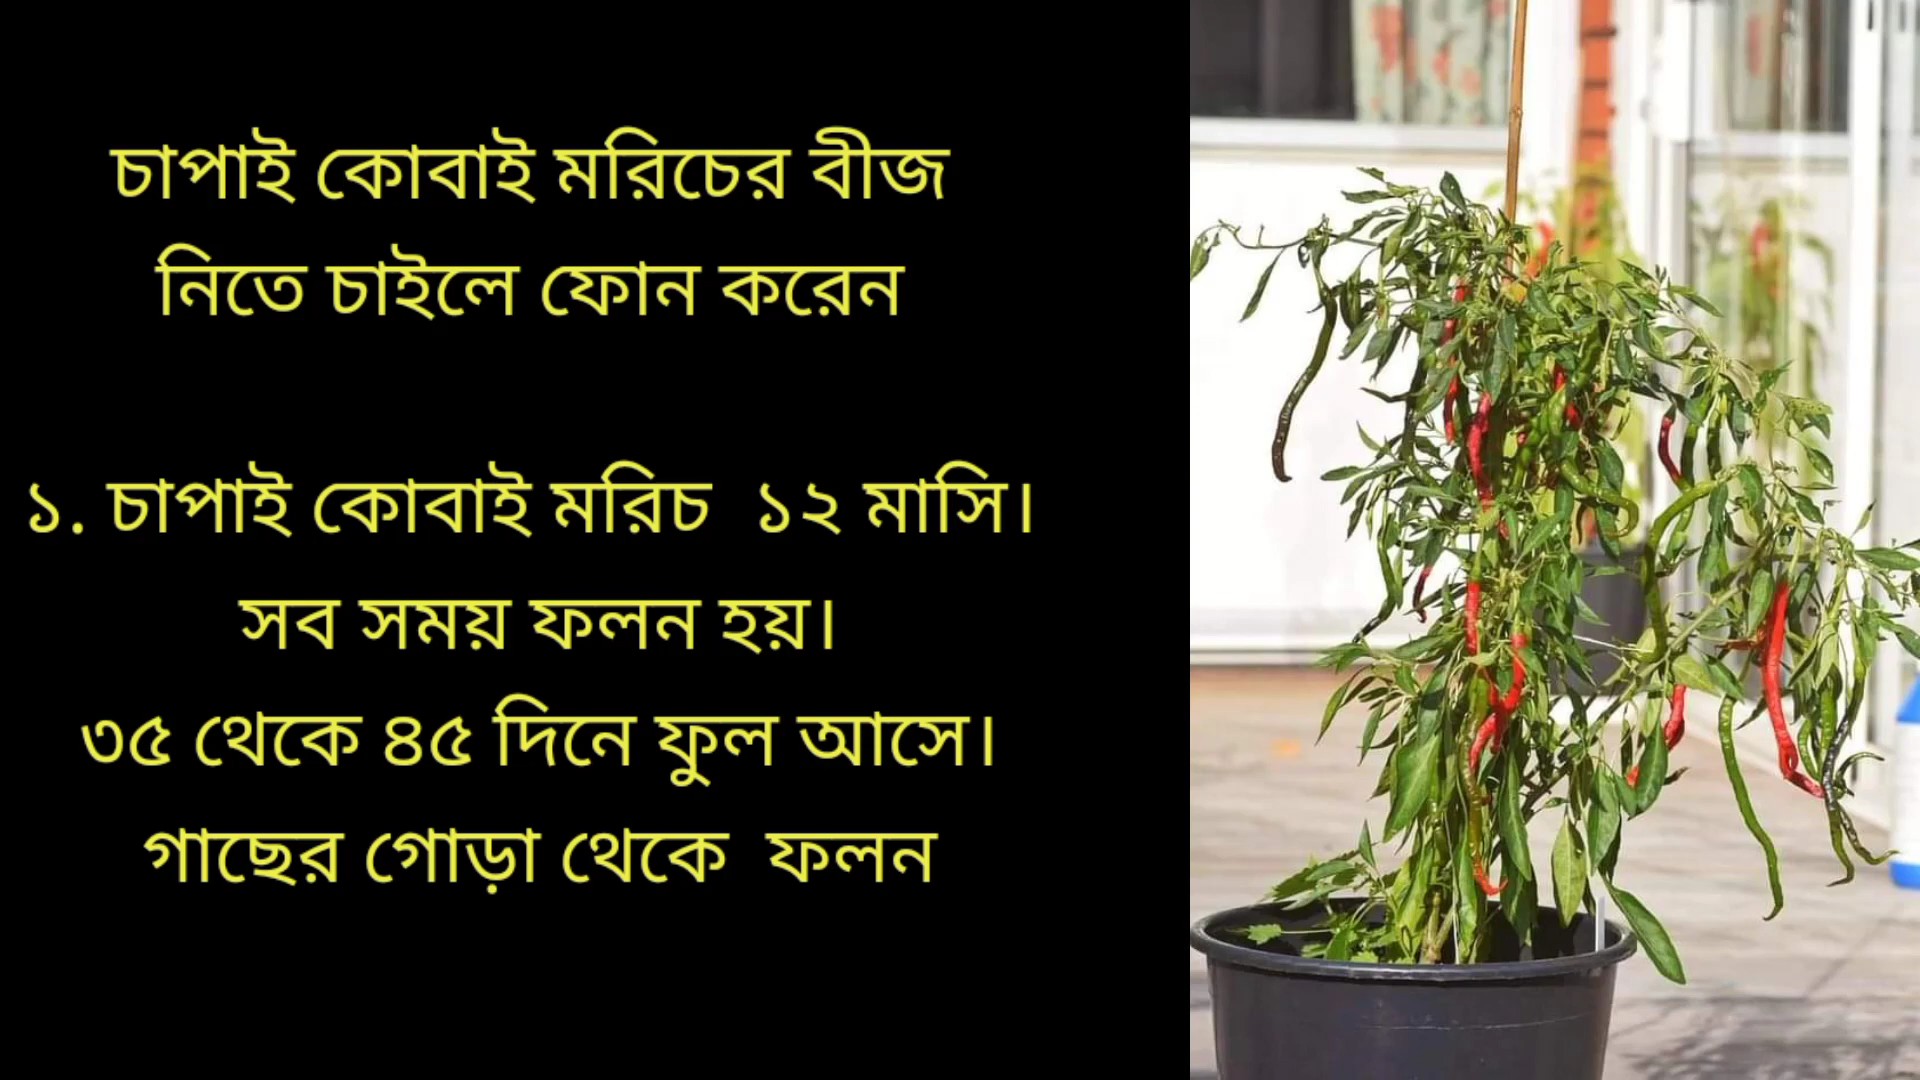 চাপাই কোবাই মরিচের বীজ
নিতে চাইলে ফোন করেন
১. চাপাই কোবাই মরিচ ১২ মাসি।
সব সময় ফলন হয়।
৩৫ থেকে ৪৫ দিনে ফুল আসে।
গাছের গোড়া থেকে ফলন